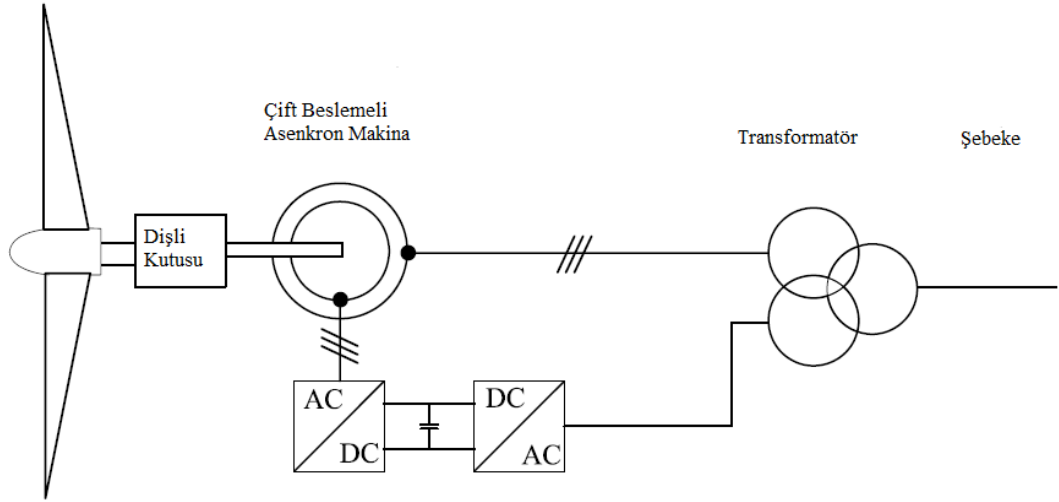 Çift Beslemeli
Asenkron Makina
Transformatör
Şebeke
Dişli
Kutusu
AC
DC
DC
AC